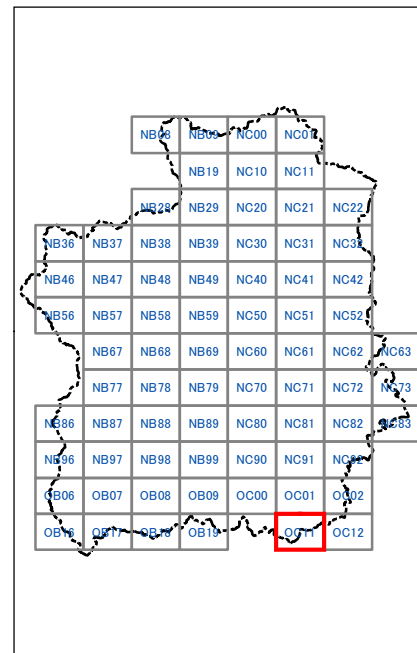 NB08 NB09 NC00 NC01
NB19 NC10 NC11
NB28 NB29 NC20 NC21 NC22
NB36 NB37 NB38 NB39 NC30 NC31 NC32
NB46 NB47 NB48 NB49 NC40 NC41 NC42
NB56 NB57 NB58 NB59 NC50 NC51 NC52
NB67 NB68 NB69 NC60 NC61 NC62 NC63
NB77 NB78 NB79 NC70 NC71 NC72 NC73
NB86 NB87 NB88 NB89 NC80 NC81 NC82 NC83
NB96 NB97 NB98 NB99 NC90 NC91 NC92
OB06 OB07 OB08 OB09 OC00 OC01 OC02
OB16 OB17 OB18 OB19 OC11 OC12